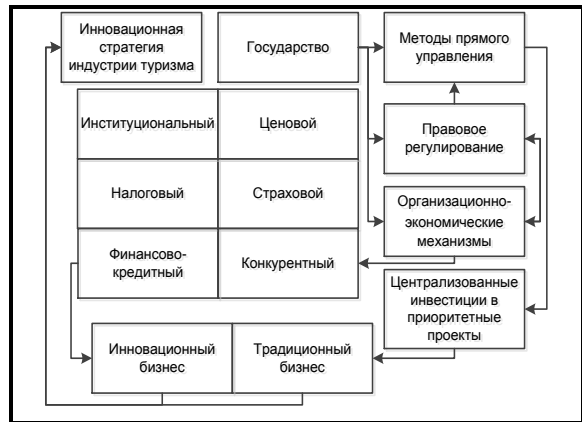 Инновационная
стратегия
индустрии туризма
Государство
Методы прямого
управления
Институциональный
Ценовой
Правовое
регулирование
Налоговый
Страховой
Организационно-
экономические
механизмы
Финансово-
кредитный
Конкурентный
Централизованные
инвестиции в
приоритетные
проекты
Инновационный
бизнес
Традиционный
бизнес